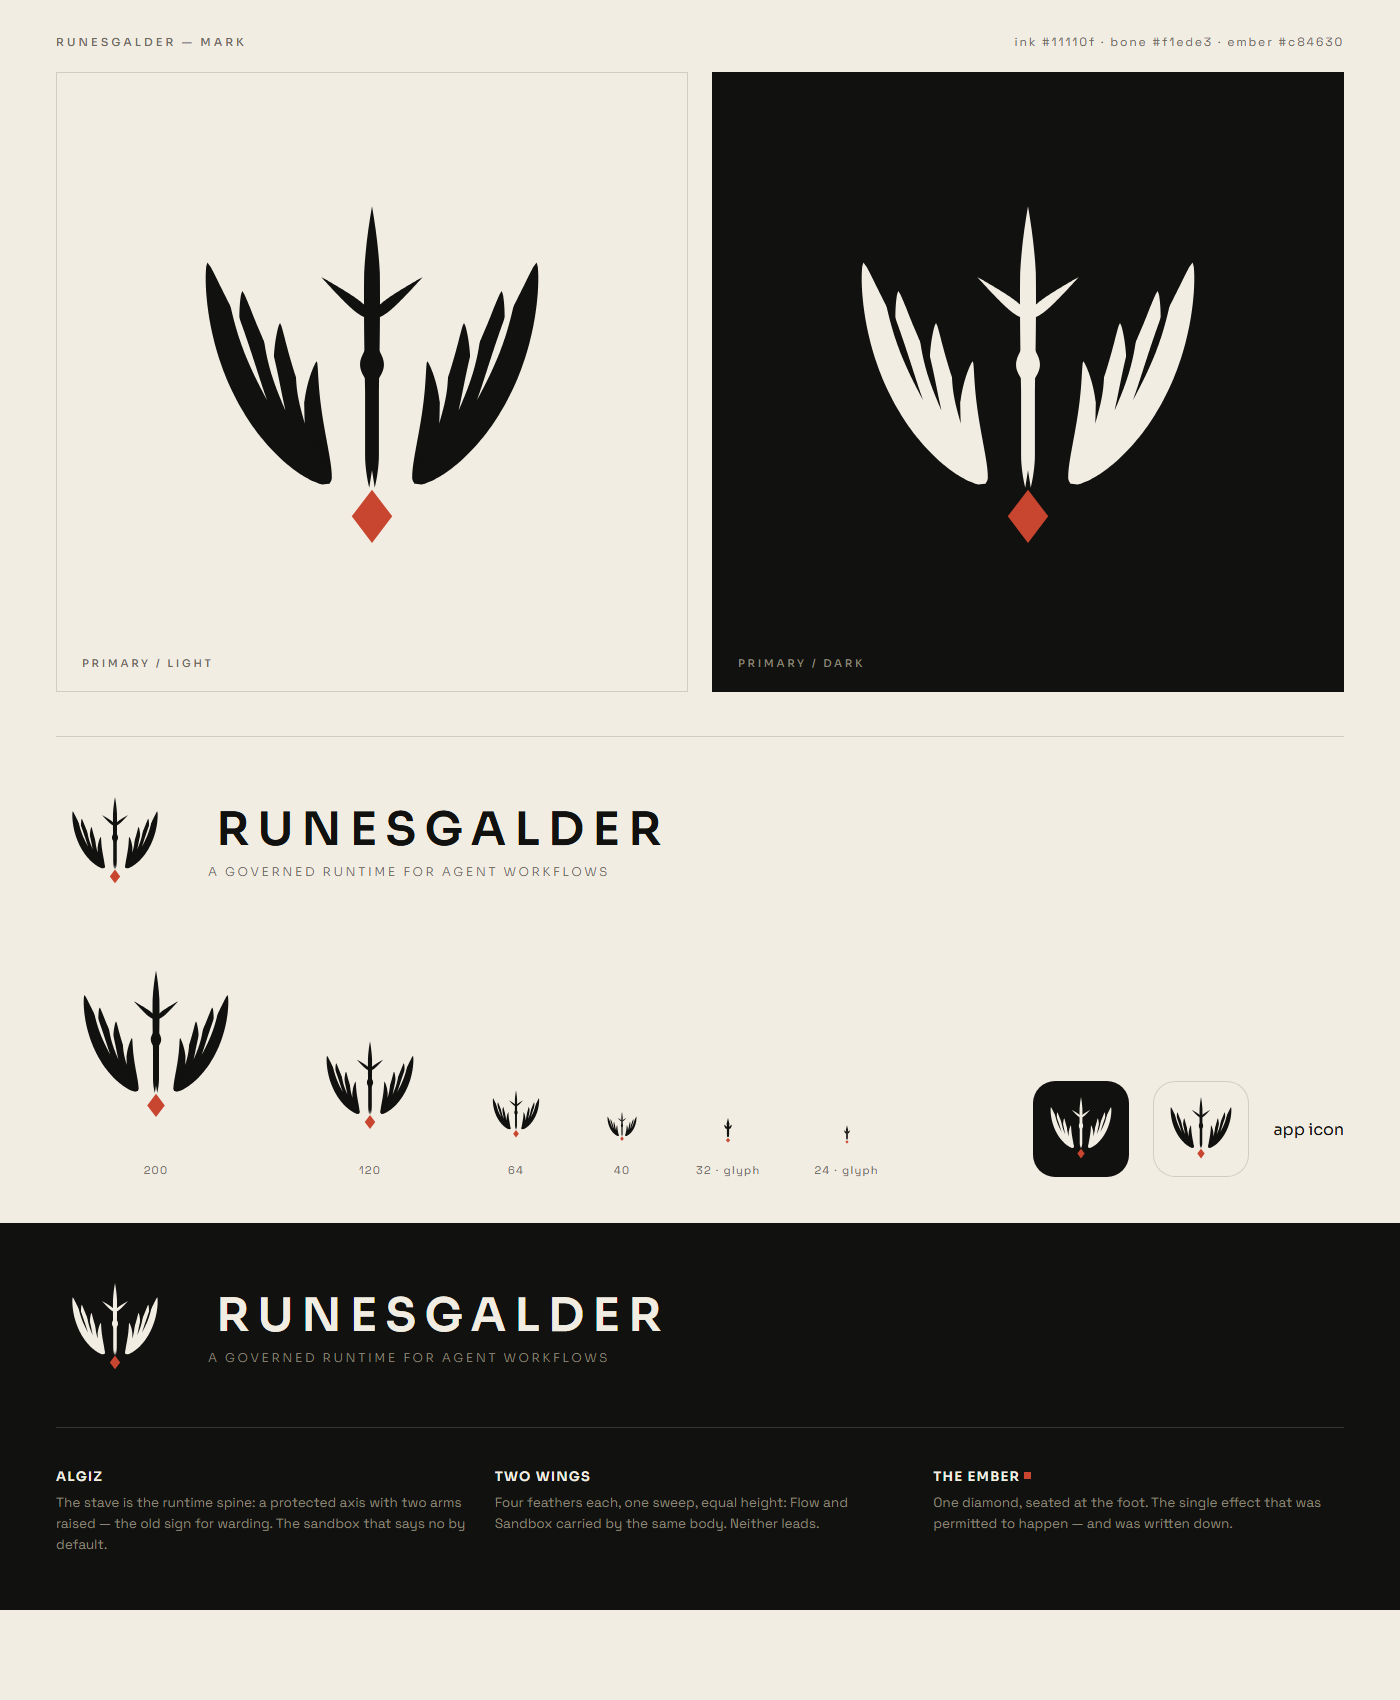 RUNESGALDER — MARK
ink #11110f · bone #f1ede3 · ember #c84630
PRIMARY / LIGHT
PRIMARY / DARK
RUNESGALDER
A GOVERNED RUNTIME FOR AGENT WORKFLOWS
200
120
64
40
32 · glyph
24 · glyph
app icon
RUNESGALDER
A GOVERNED RUNTIME FOR AGENT WORKFLOWS
ALGIZ
The stave is the runtime spine: a protected axis with two arms
raised — the old sign for warding. The sandbox that says no by
default.
TWO WINGS
Four feathers each, one sweep, equal height: Flow and
Sandbox carried by the same body. Neither leads.
THE EMBER
One diamond, seated at the foot. The single effect that was
permitted to happen — and was written down.